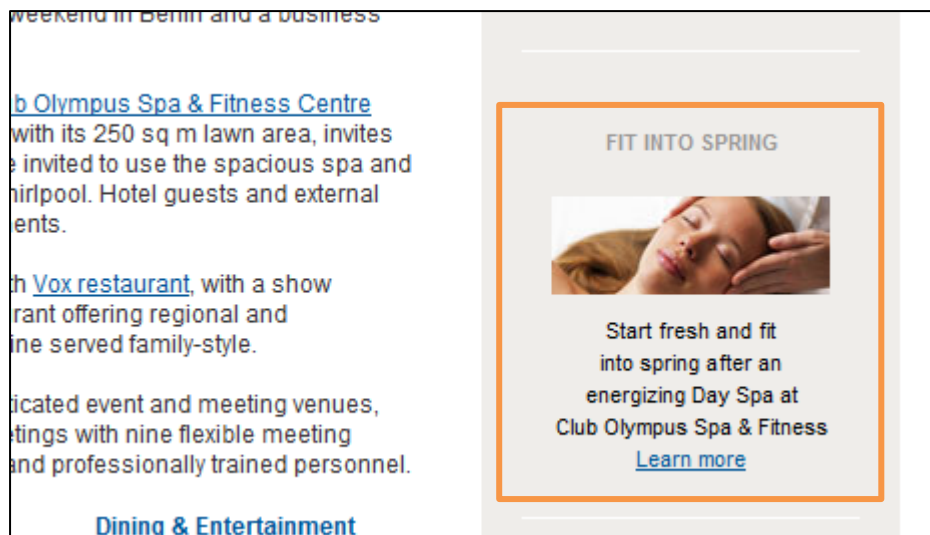 weekend in Berlin and a business
b Olympus Spa & Fitness Centre
with its 250 sq m lawn area, invites
e invited to use the spacious spa and
hirlpool. Hotel guests and external
ents.
th Vox restaurant, with a show
rant offering regional and
ine served family-style.
icated event and meeting venues,
etings with nine flexible meeting
and professionally trained personnel.
Dining & Entertainment
FIT INTO SPRING
Start fresh and fit
into spring after an
energizing Day Spa at
Club Olympus Spa & Fitness
Learn more